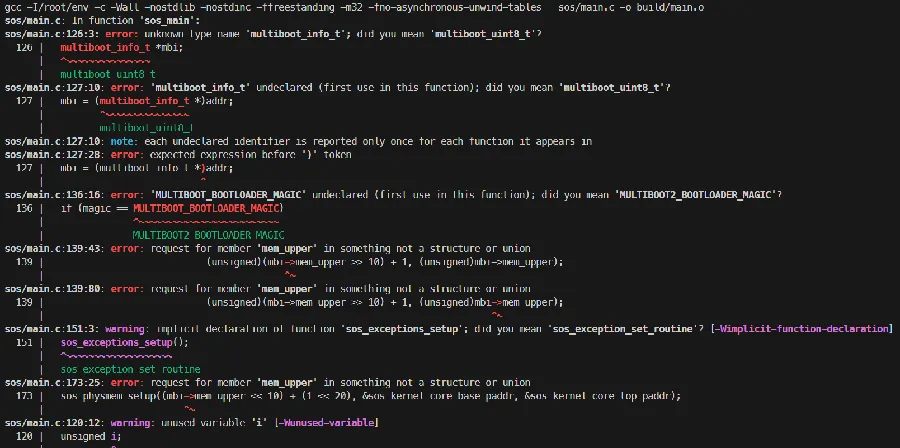 gcc -I/root/env -c -Wall -nostdlib -nostdinc -ffreestanding -m32 -fno-asynchronous-unwind-tables   sos/main.c -o build/main.o
sos/main.c: In function 'sos_main':
sos/main.c:126:3: error: unknown type name 'multiboot_info_t'; did you mean 'multiboot_uint8_t'?
  126 |   multiboot_info_t *mbi;
      |   ^~~~~~~~~~~~~~~~
      |   multiboot_uint8_t
sos/main.c:127:10: error: 'multiboot_info_t' undeclared (first use in this function); did you mean 'multiboot_uint8_t'?
  127 |   mbi = (multiboot_info_t *)addr;
      |          ^~~~~~~~~~~~~~~~
      |          multiboot_uint8_t
sos/main.c:127:10: note: each undeclared identifier is reported only once for each function it appears in
sos/main.c:127:28: error: expected expression before ')' token
  127 |   mbi = (multiboot_info_t *)addr;
      |                            ^
sos/main.c:136:16: error: 'MULTIBOOT_BOOTLOADER_MAGIC' undeclared (first use in this function); did you mean 'MULTIBOOT2_BOOTLOADER_MAGIC'?
  136 |   if (magic == MULTIBOOT_BOOTLOADER_MAGIC)
      |                ^~~~~~~~~~~~~~~~~~~~~~~~~~
      |                MULTIBOOT2_BOOTLOADER_MAGIC
sos/main.c:139:43: error: request for member 'mem_upper' in something not a structure or union
  139 |                             (unsigned)(mbi->mem_upper >> 10) + 1, (unsigned)mbi->mem_upper);
      |                                           ^~
sos/main.c:139:80: error: request for member 'mem_upper' in something not a structure or union
  139 |                             (unsigned)(mbi->mem_upper >> 10) + 1, (unsigned)mbi->mem_upper);
      |                                                                                ^~
sos/main.c:151:3: warning: implicit declaration of function 'sos_exceptions_setup'; did you mean 'sos_exception_set_routine'? [-Wimplicit-function-declaration]
  151 |   sos_exceptions_setup();
      |   ^~~~~~~~~~~~~~~~~~~~
      |   sos_exception_set_routine
sos/main.c:173:25: error: request for member 'mem_upper' in something not a structure or union
  173 |   sos_physmem_setup((mbi->mem_upper << 10) + (1 << 20), &sos_kernel_core_base_paddr, &sos_kernel_core_top_paddr);
      |                         ^~
sos/main.c:120:12: warning: unused variable 'i' [-Wunused-variable]
  120 |   unsigned i;
      |            ^